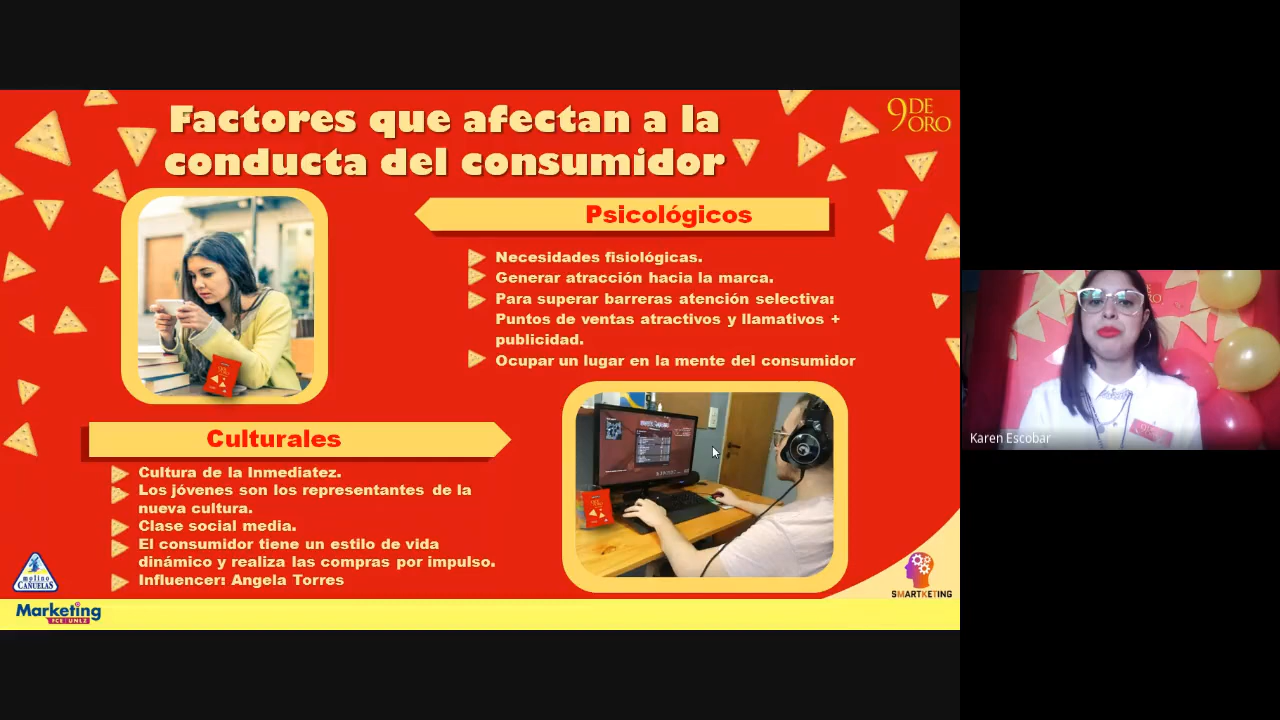 Factores que afectan a la
conducta del consumidor
9 DE
ORO
Psicológicos
Necesidades fisiológicas.
Generar atracción hacia la marca.
Para superar barreras atención selectiva:
Puntos de ventas atractivos y llamativos +
publicidad.
Ocupar un lugar en la mente del consumidor
Culturales
Cultura de la Inmediatez.
Los jóvenes son los representantes de la
nueva cultura.
Clase social media.
El consumidor tiene un estilo de vida
dinámico y realiza las compras por impulso.
Influencer: Angela Torres
molino
CAÑUELAS
SMARTKETING
Marketing
FCE UNLZ
Karen Escobar